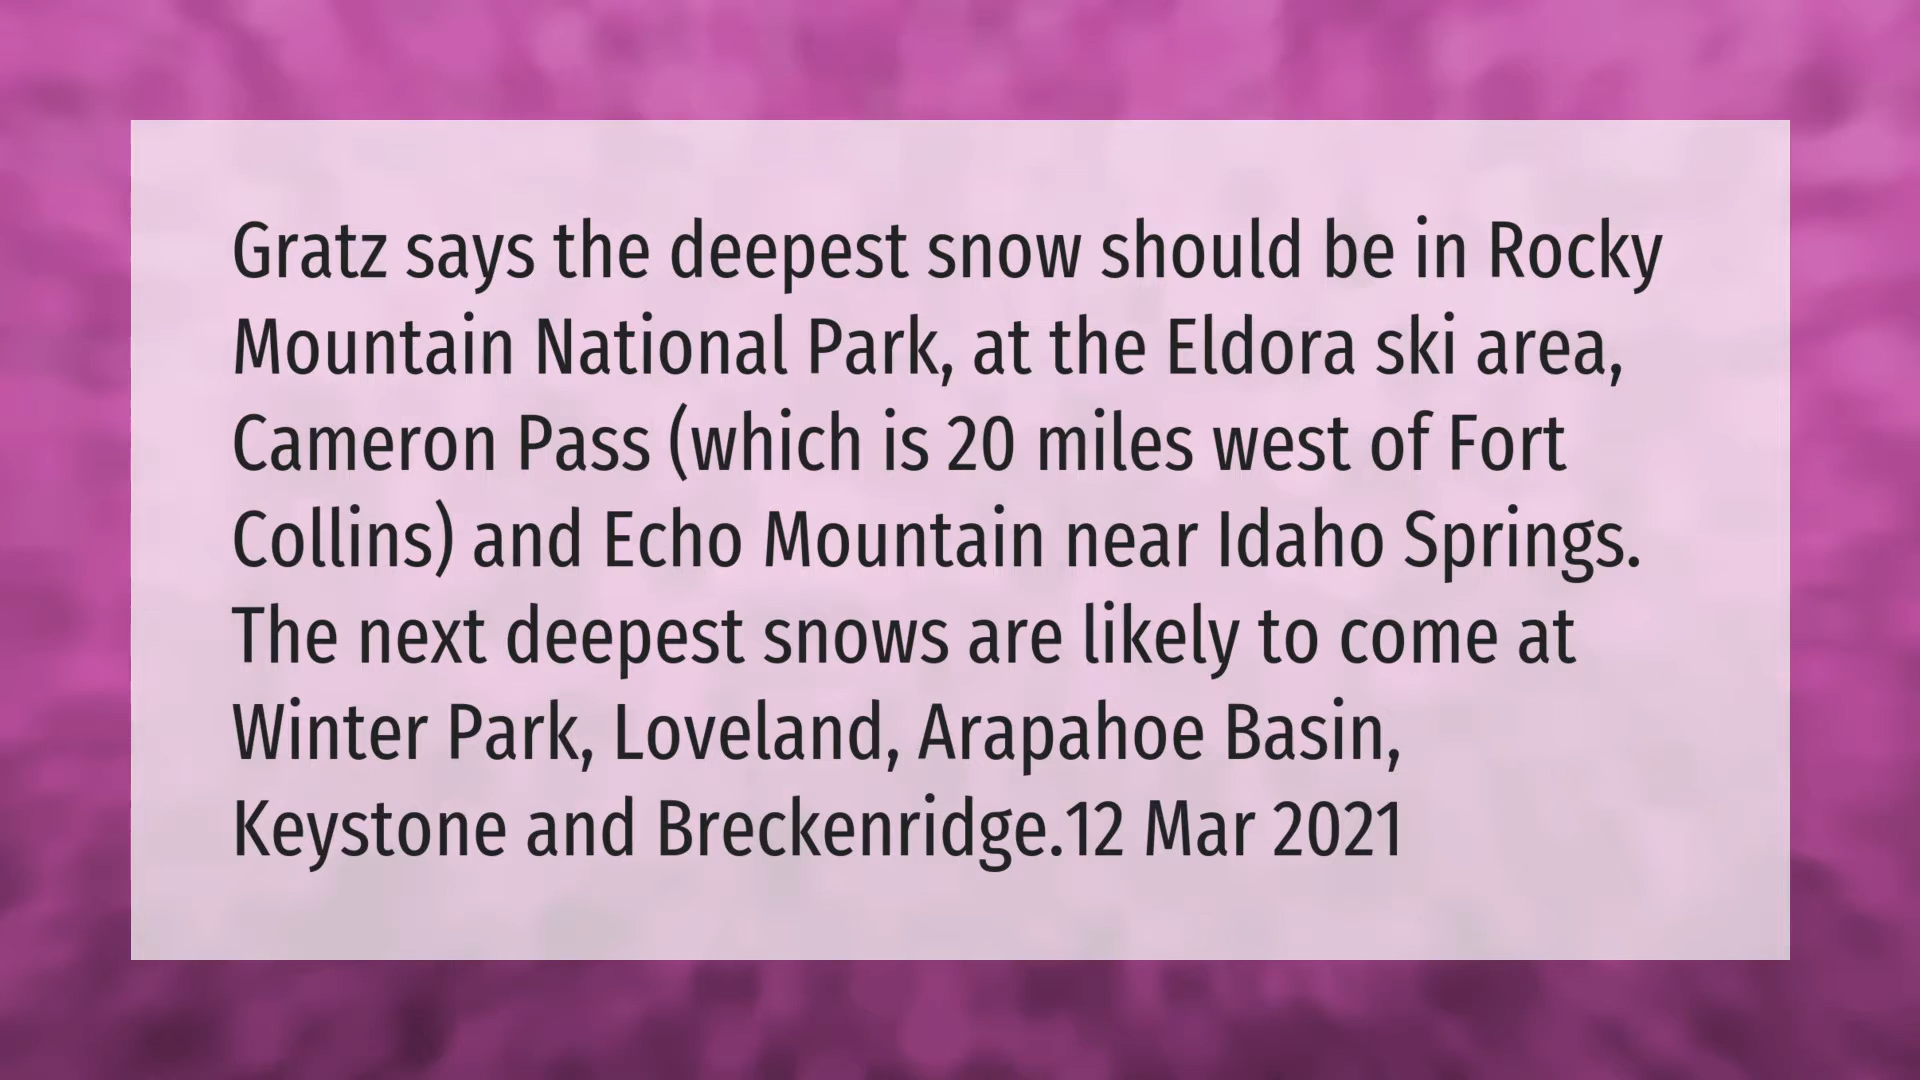 Gratz says the deepest snow should be in Rocky
Mountain National Park, at the Eldora ski area,
Cameron Pass (which is 20 miles west of Fort
Collins) and Echo Mountain near Idaho Springs.
The next deepest snows are likely to come at
Winter Park, Loveland, Arapahoe Basin,
Keystone and Breckenridge.12 Mar 2021